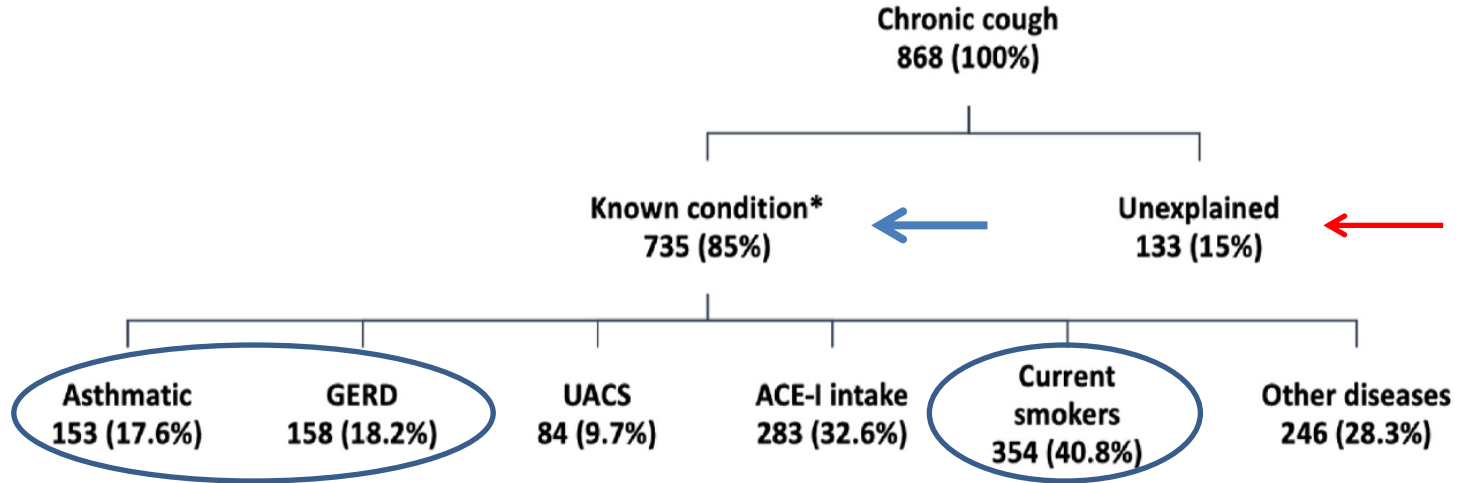 Chronic cough
868 (100%)
Known condition*
735 (85%)
Unexplained
133 (15%)
Asthmatic
153 (17.6%)
GERD
158 (18.2%)
UACS
84 (9.7%)
ACE-I intake
283 (32.6%)
Current
smokers
354 (40.8%)
Other diseases
246 (28.3%)